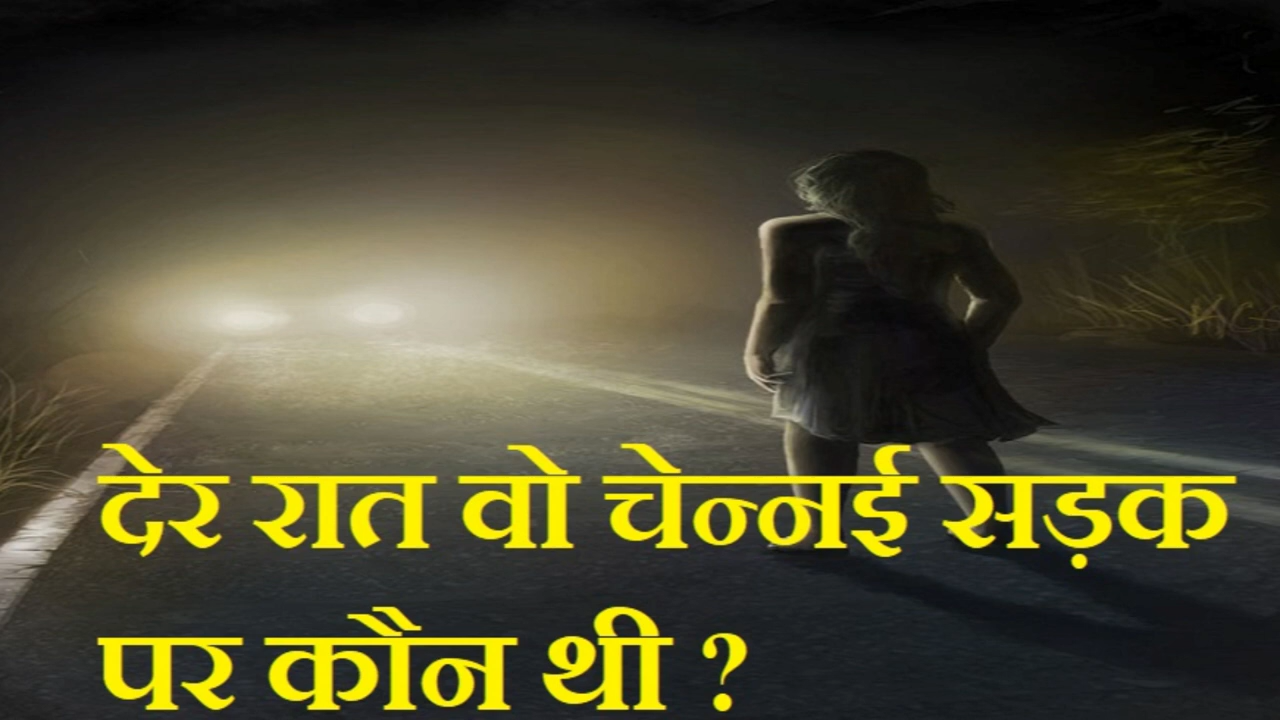 देर रात वो चेन्नई सड़क
पर कौन थी ?